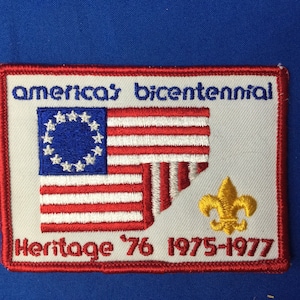 america's bicentennial
Heritage '76 1975-1977